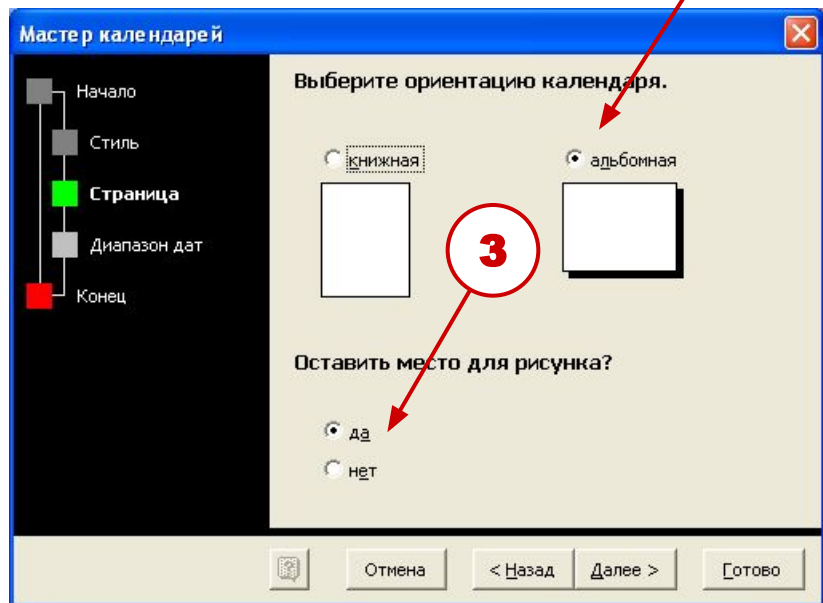 Мастер календарей
Начало
Стиль
Страница
Диапазон дат
Конец
Выберите ориентацию календаря.
книжная
альбомная
3
Оставить место для рисунка?
да
нет
Отмена
< Назад
Далее >
Готово